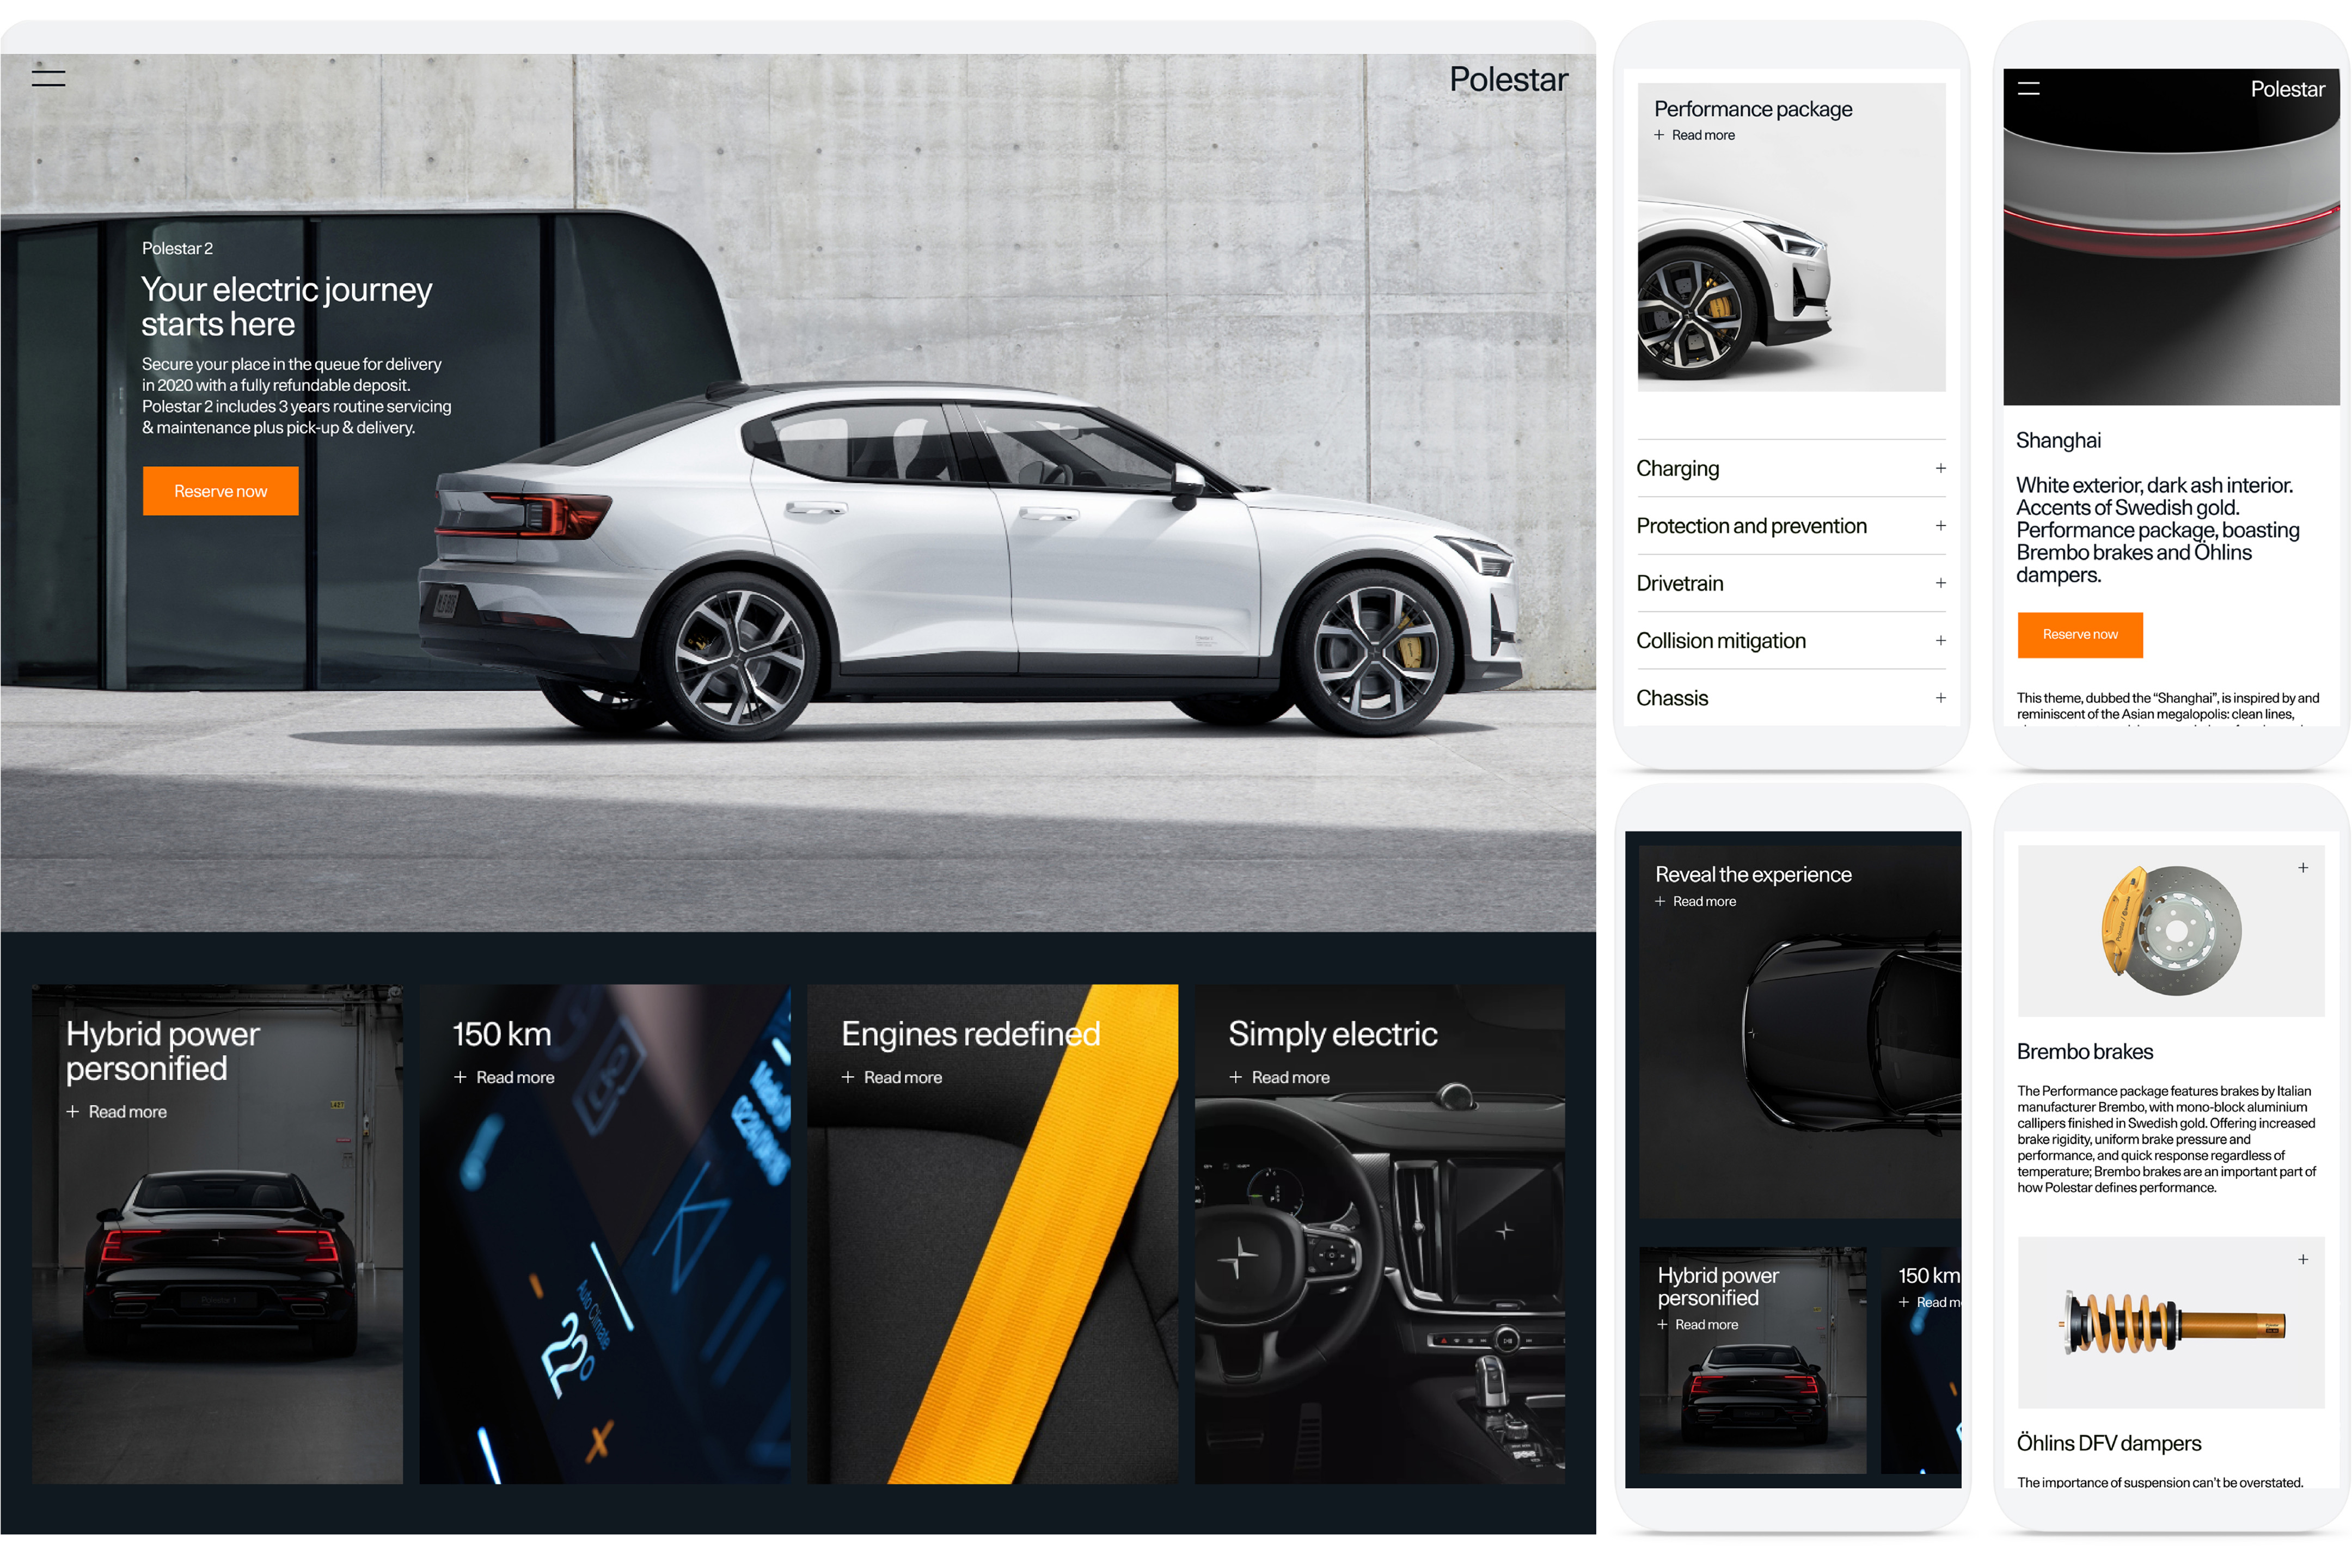 Polestar
Polestar 2
Your electric journey
starts here
Secure your place in the queue for delivery
in 2020 with a fully refundable deposit.
Polestar 2 includes 3 years routine servicing
& maintenance plus pick-up & delivery.
Reserve now
Hybrid power
personified
+ Read more
150 km
+ Read more
Auto Climate
22°
Engines redefined
+ Read more
Simply electric
+ Read more
Performance package
+ Read more
Charging +
Protection and prevention +
Drivetrain +
Collision mitigation +
Chassis +
Polestar
Shanghai
White exterior, dark ash interior.
Accents of Swedish gold.
Performance package, boasting
Brembo brakes and Öhlins
dampers.
Reserve now
This theme, dubbed the “Shanghai”, is inspired by and
reminiscent of the Asian megalopolis: clean lines,
Reveal the experience
+ Read more
Hybrid power
personified
+ Read more
150 km
+ Read m
+
Brembo brakes
The Performance package features brakes by Italian
manufacturer Brembo, with mono-block aluminium
callipers finished in Swedish gold. Offering increased
brake rigidity, uniform brake pressure and
performance, and quick response regardless of
temperature; Brembo brakes are an important part of
how Polestar defines performance.
+
Öhlins DFV dampers
The importance of suspension can’t be overstated.